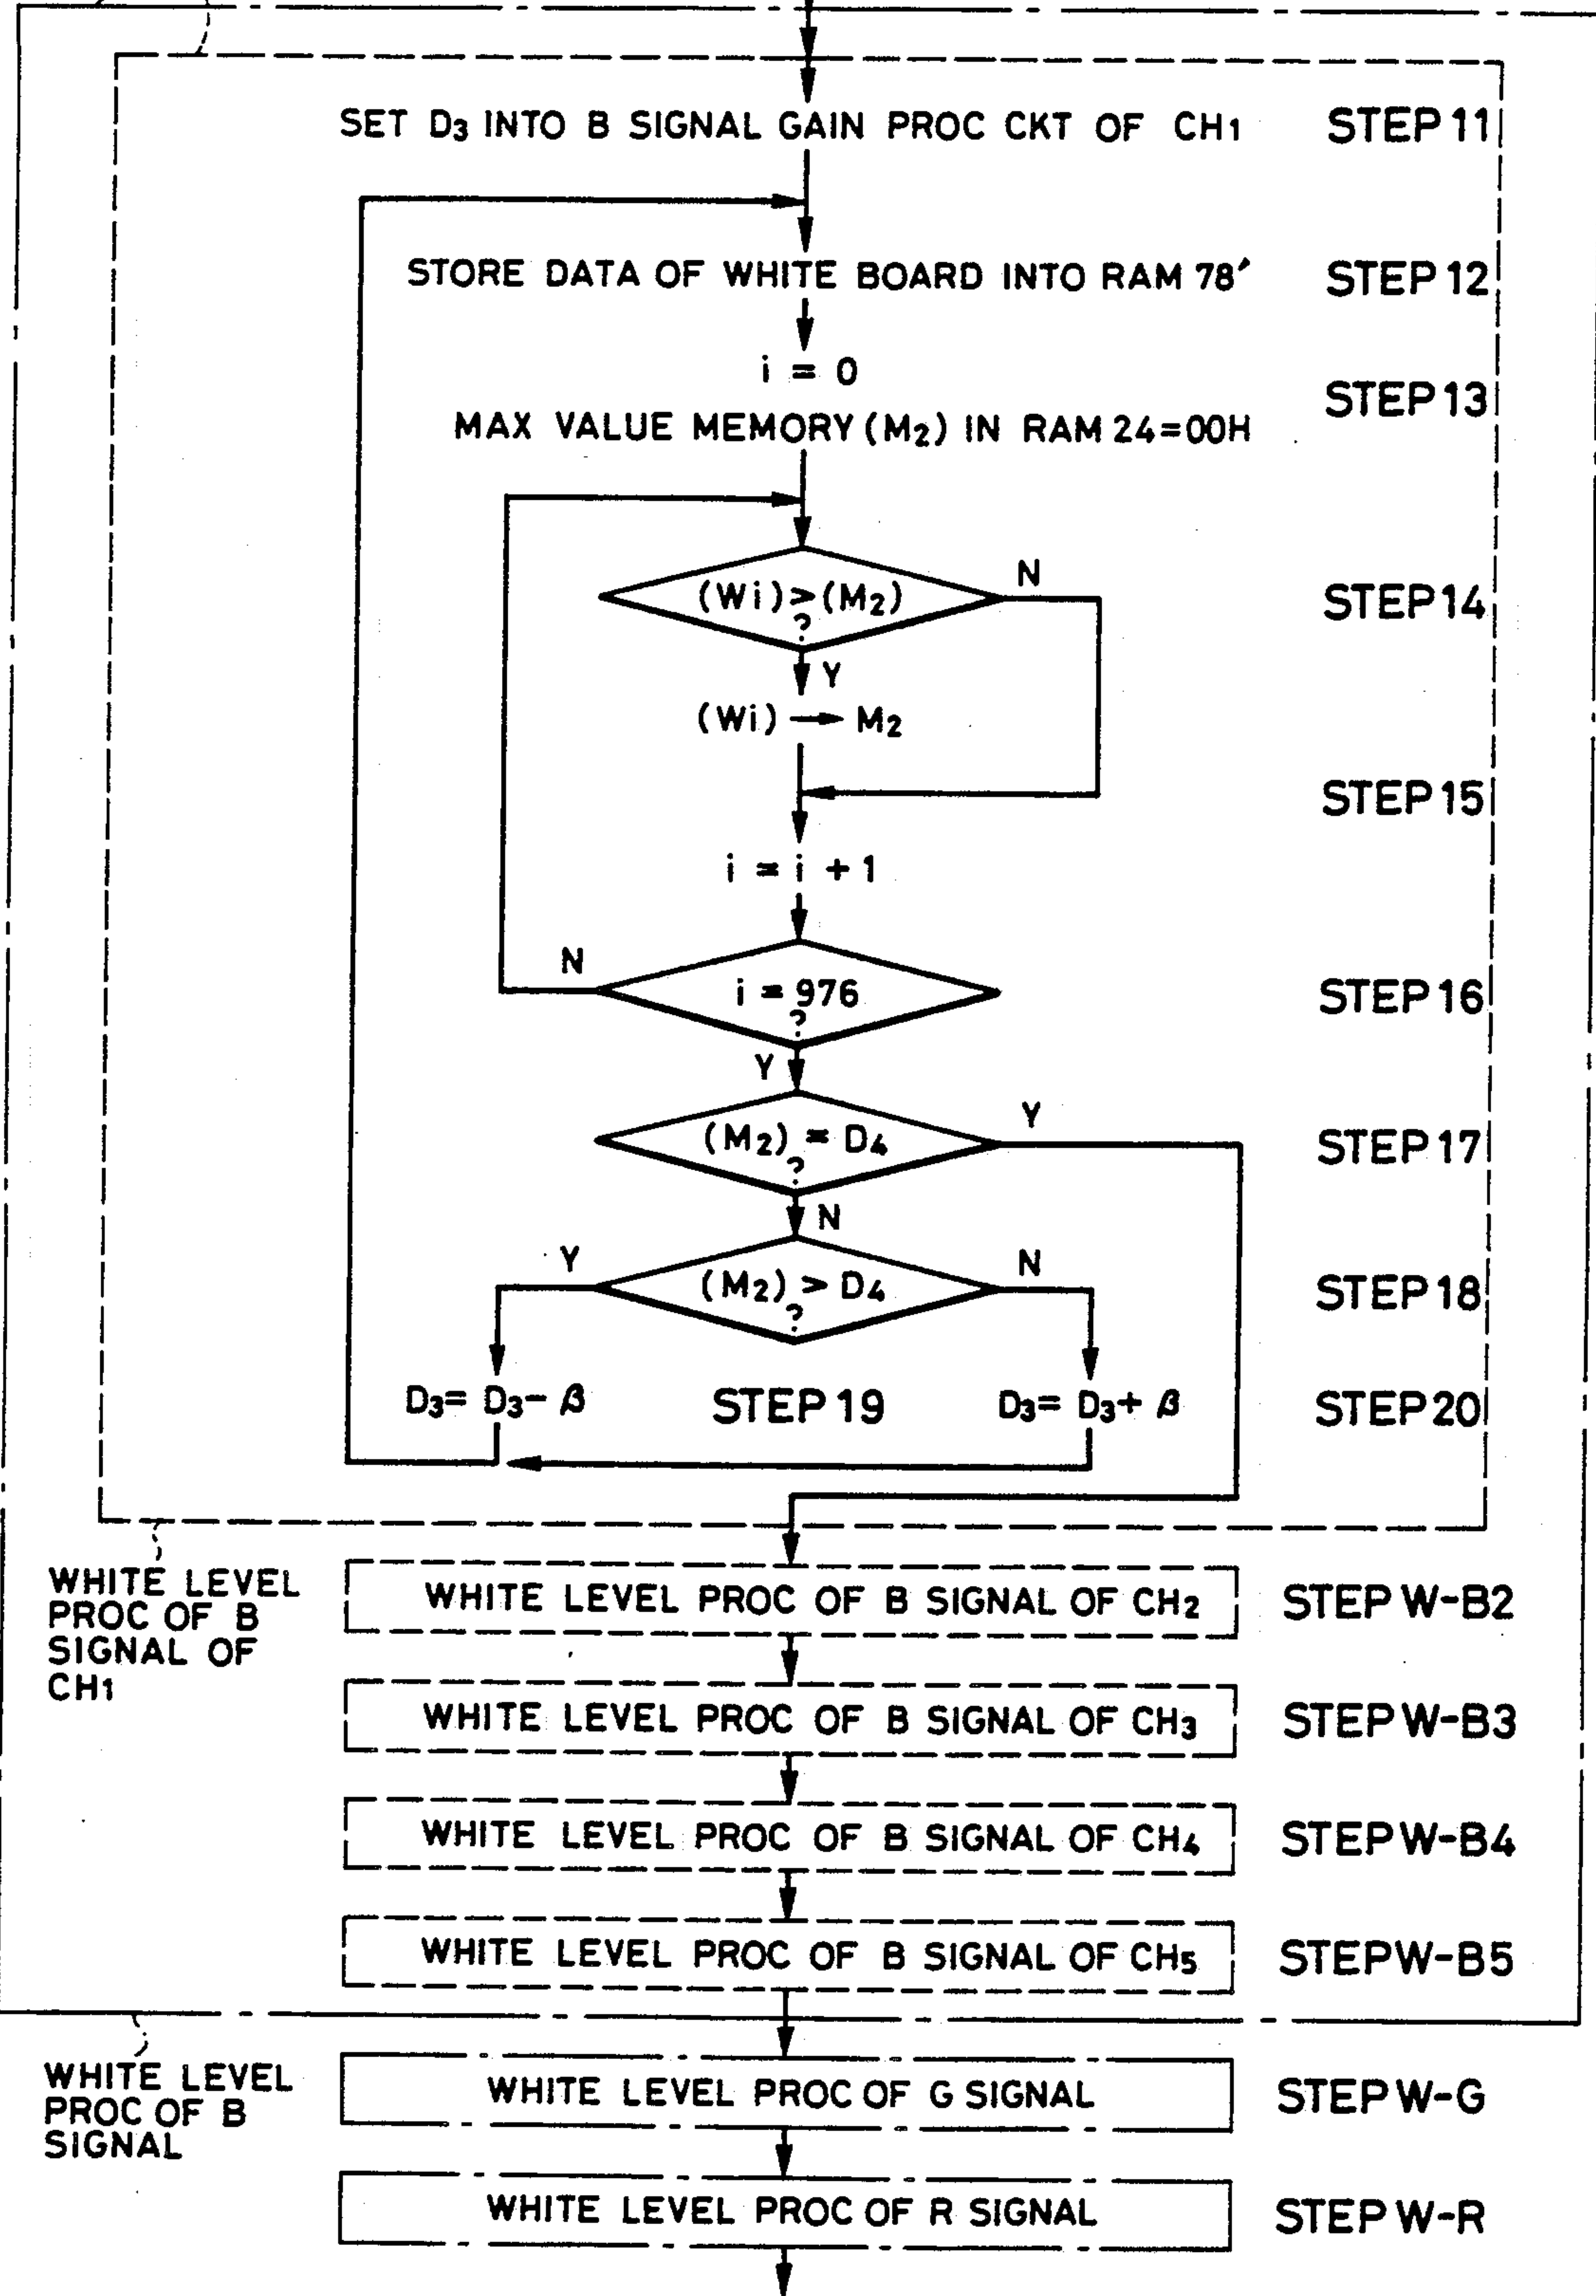 SET D3 INTO B SIGNAL GAIN PROC CKT OF CH1 STEP 11
STORE DATA OF WHITE BOARD INTO RAM 78′ STEP 12
i = 0
MAX VALUE MEMORY (M2) IN RAM 24=00H STEP 13
(Wi) > (M2) ? N STEP 14
Y
(Wi) → M2
STEP 15
i = i + 1
N
i = 976 ? STEP 16
Y
(M2) = D4 ? Y STEP 17
N
Y (M2) > D4 ? N STEP 18
D3 = D3 - β STEP 19 D3 = D3 + β STEP 20
WHITE LEVEL
PROC OF B
SIGNAL OF
CH1
WHITE LEVEL PROC OF B SIGNAL OF CH2 STEP W-B2
WHITE LEVEL PROC OF B SIGNAL OF CH3 STEP W-B3
WHITE LEVEL PROC OF B SIGNAL OF CH4 STEP W-B4
WHITE LEVEL PROC OF B SIGNAL OF CH5 STEP W-B5
WHITE LEVEL
PROC OF B
SIGNAL
WHITE LEVEL PROC OF G SIGNAL STEP W-G
WHITE LEVEL PROC OF R SIGNAL STEP W-R